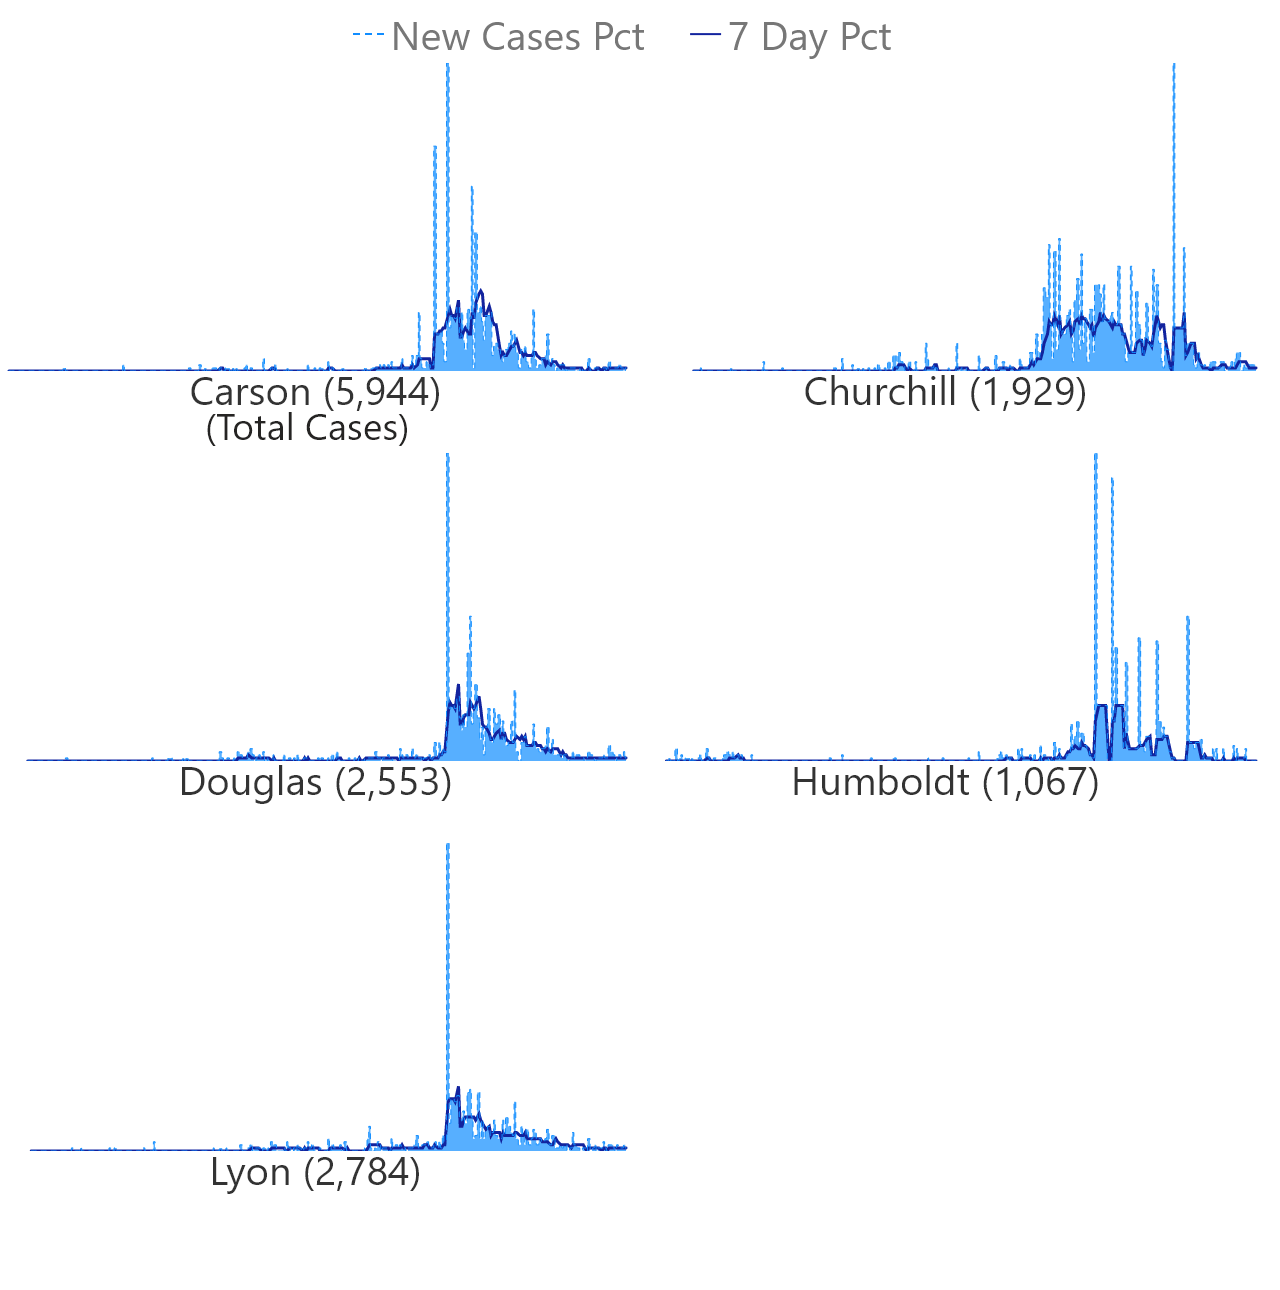 New Cases Pct 7 Day Pct
Carson (5,944)
(Total Cases)
Churchill (1,929)
Douglas (2,553)
Humboldt (1,067)
Lyon (2,784)